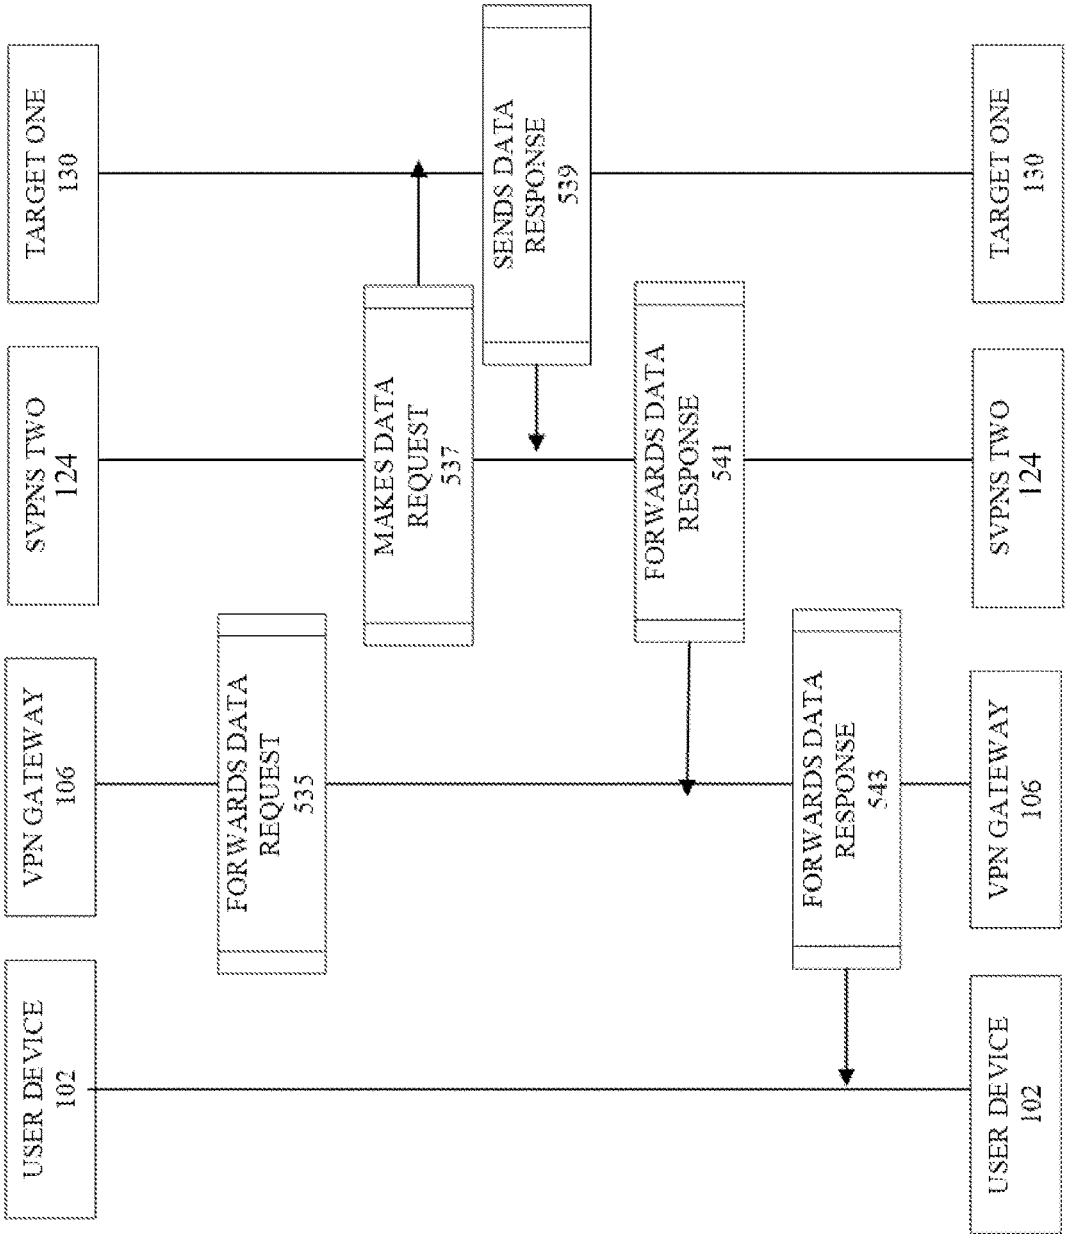 USER DEVICE
102
VPN GATEWAY
106
SVPNS TWO
124
TARGET ONE
130
FORWARDS DATA
REQUEST
535
MAKES DATA
REQUEST
537
SENDS DATA
RESPONSE
539
FORWARDS DATA
RESPONSE
541
FORWARDS DATA
RESPONSE
543
USER DEVICE
102
VPN GATEWAY
106
SVPNS TWO
124
TARGET ONE
130